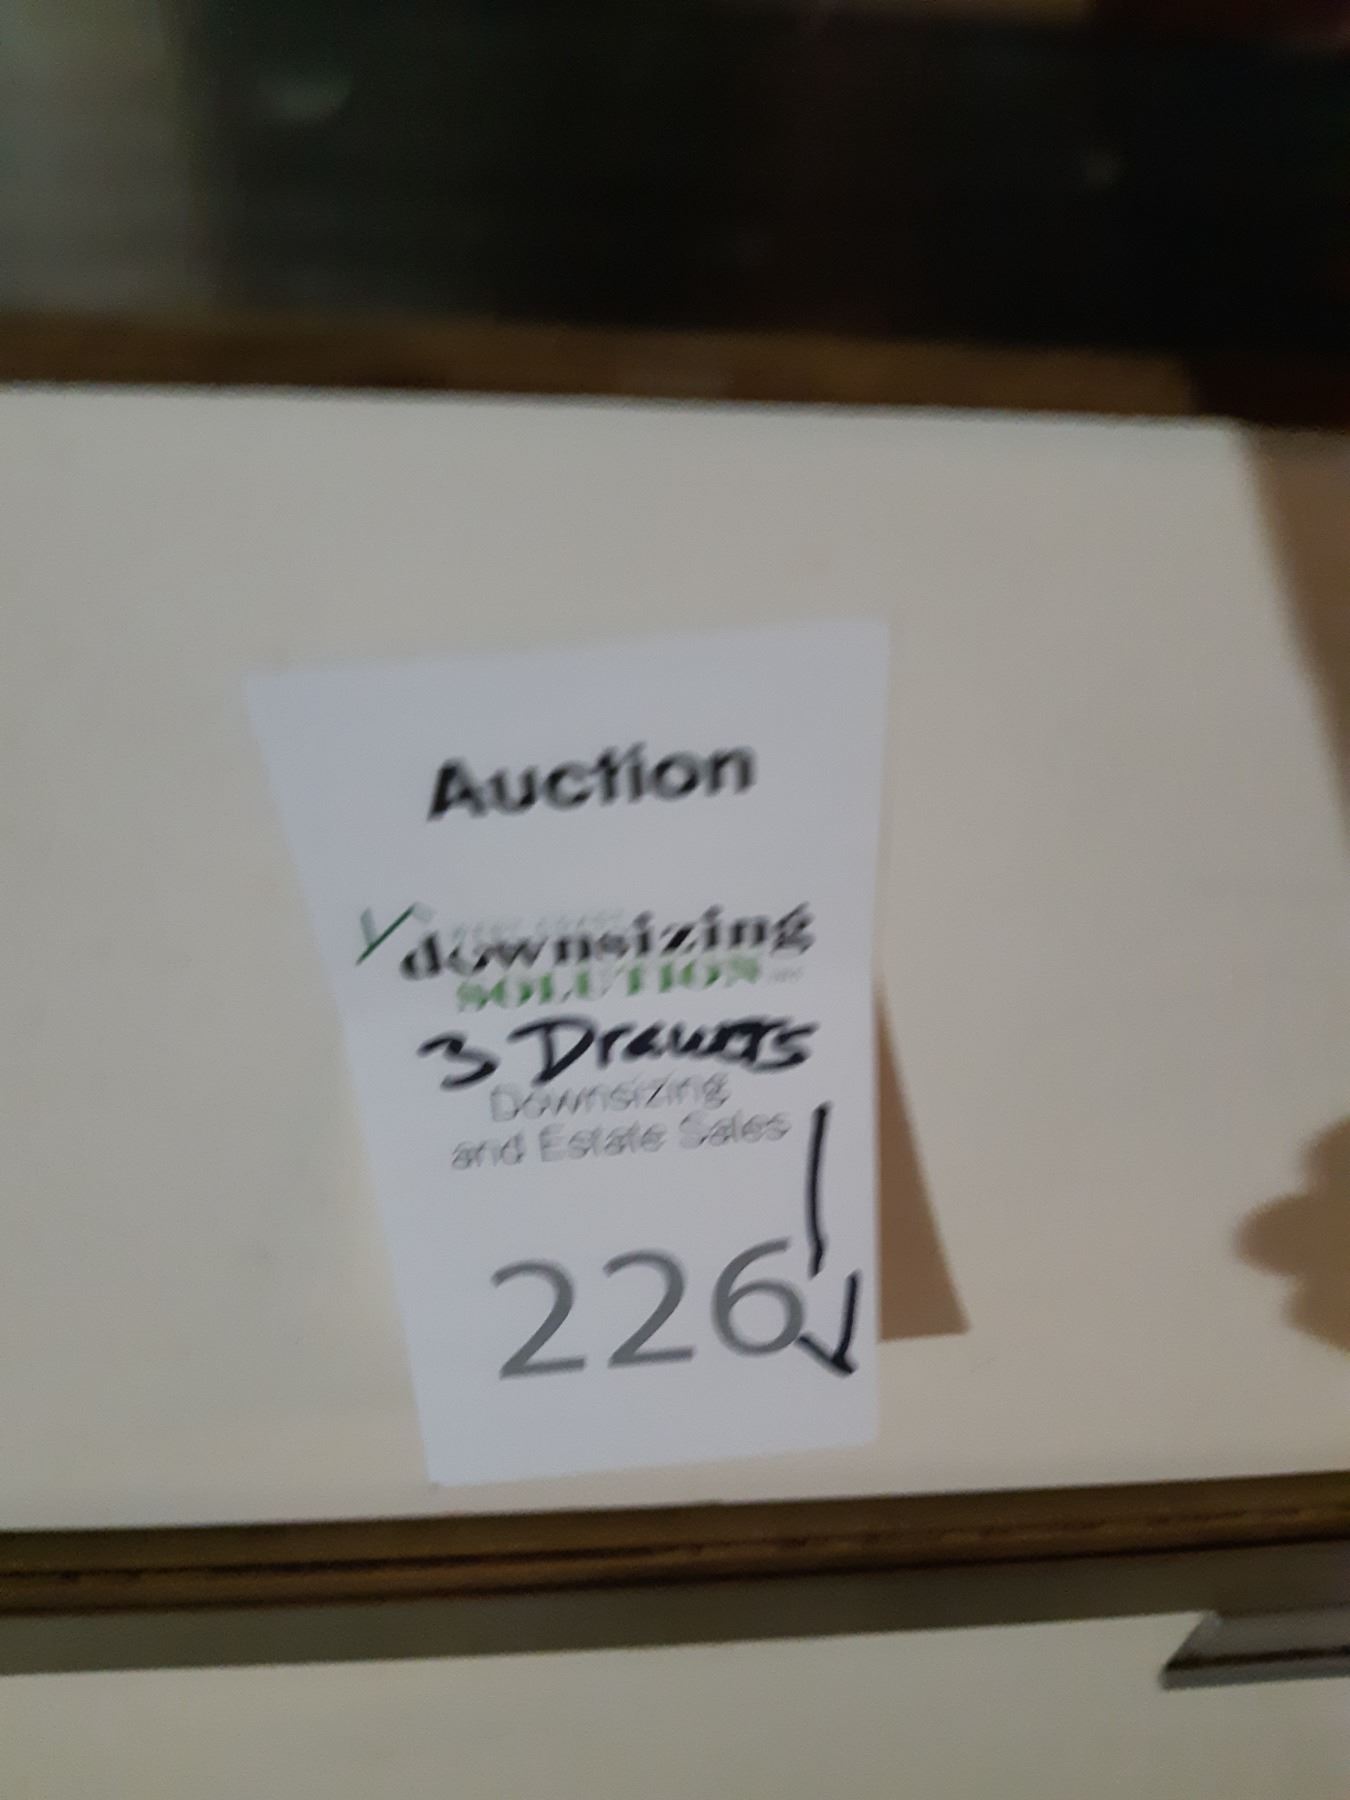 Auction
downsizing
SOLUTION
3 Drawers
Downsizing
and Estate Sales
226